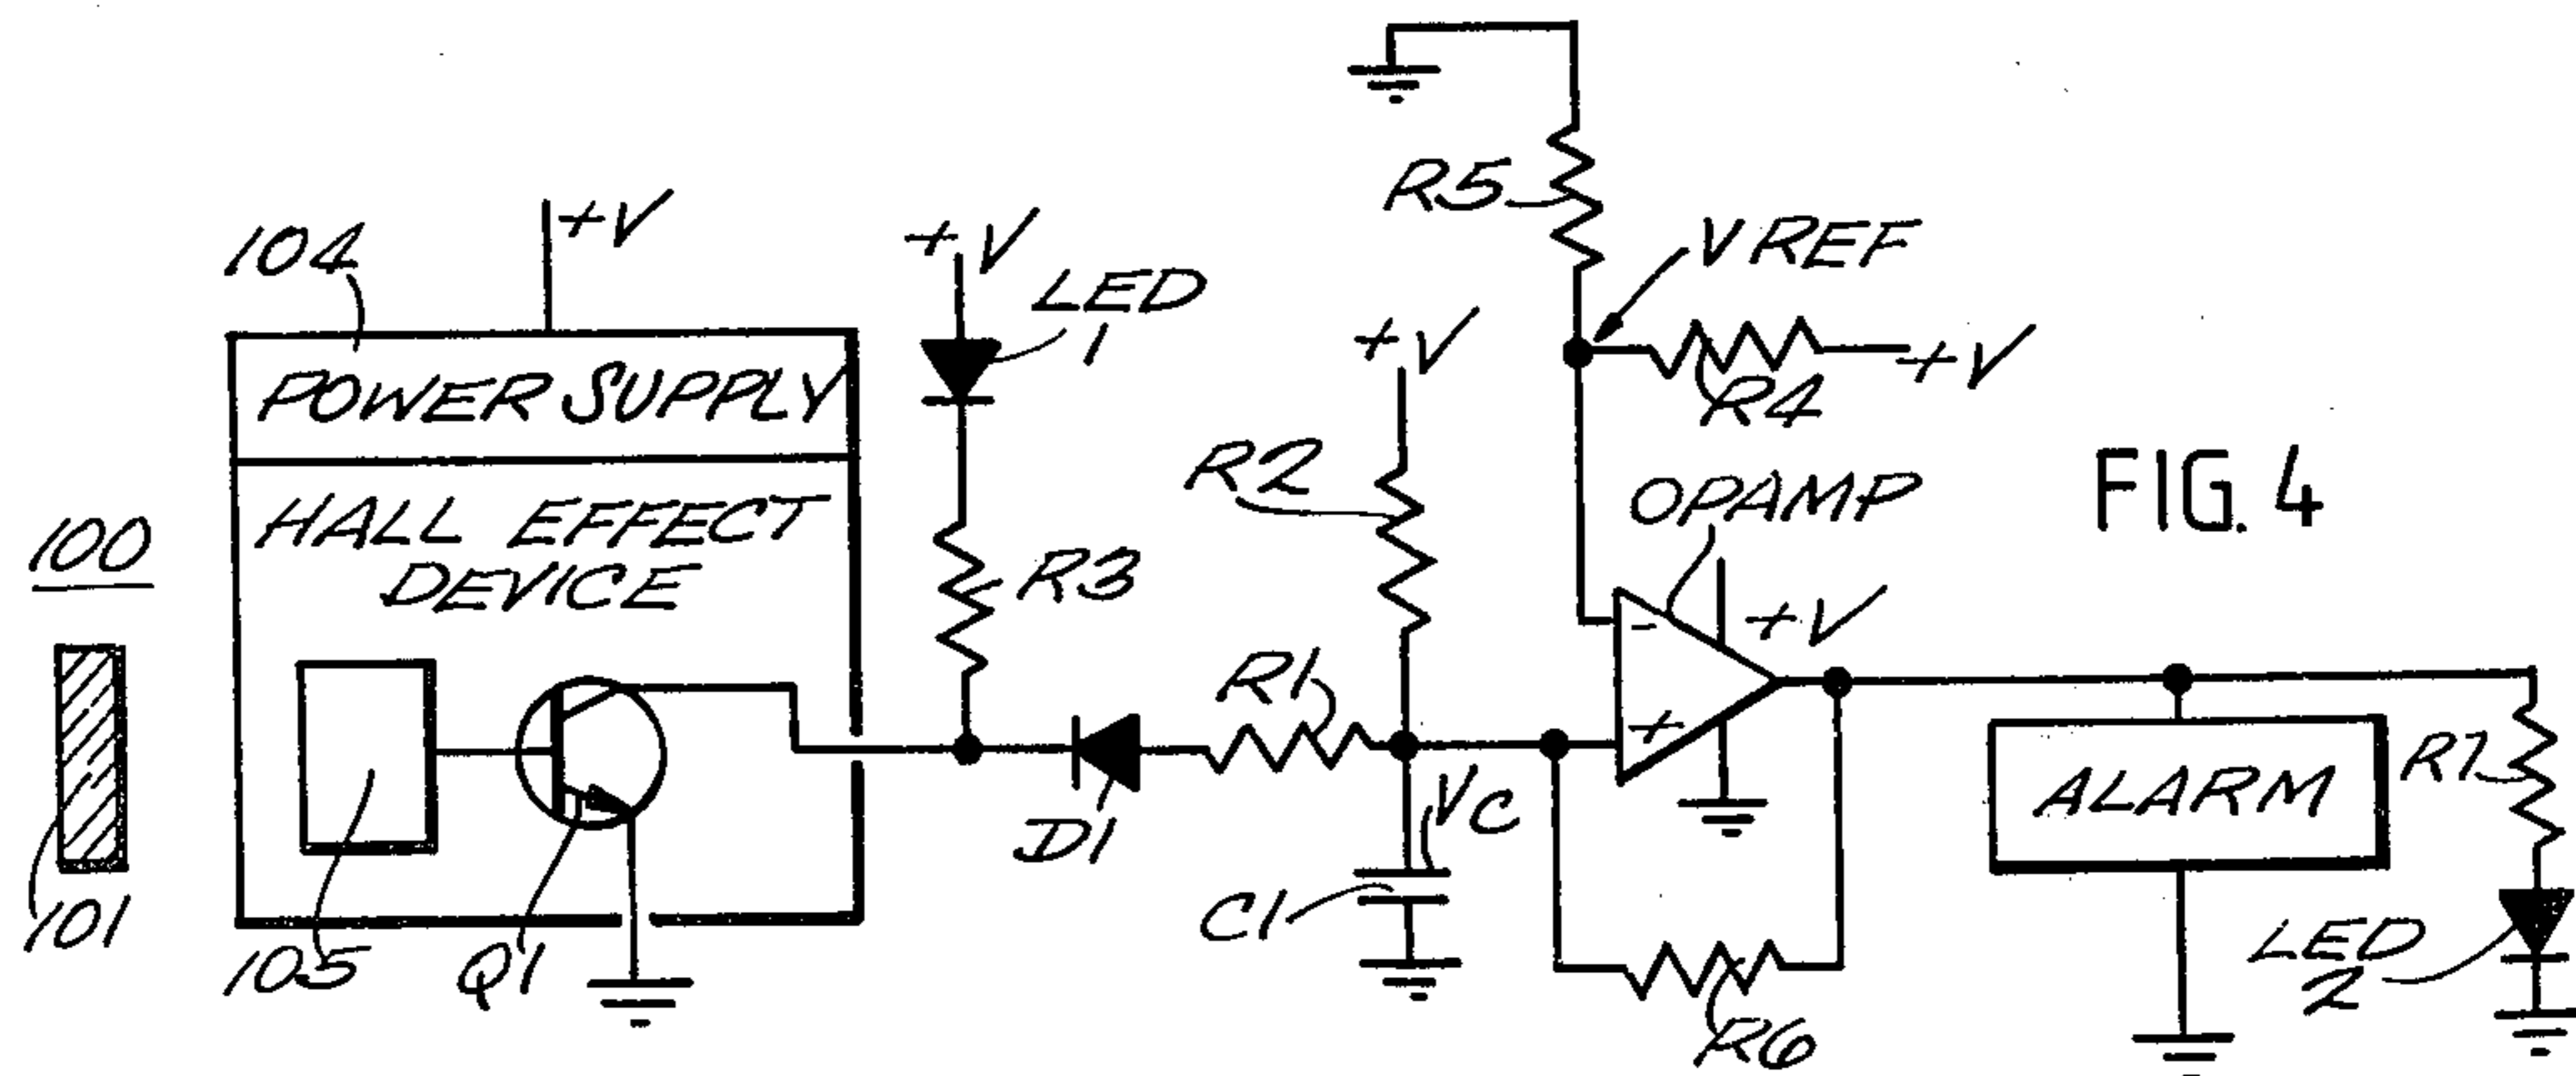 104
+V
+V
LED
1
R5
V REF
+V
R4
+V
POWER SUPPLY
R2
OPAMP
FIG. 4
100
HALL EFFECT
DEVICE
R3
-
+V
R1
+
ALARM
R7
D1
VC
C1
101
105
Q1
LED
2
R6